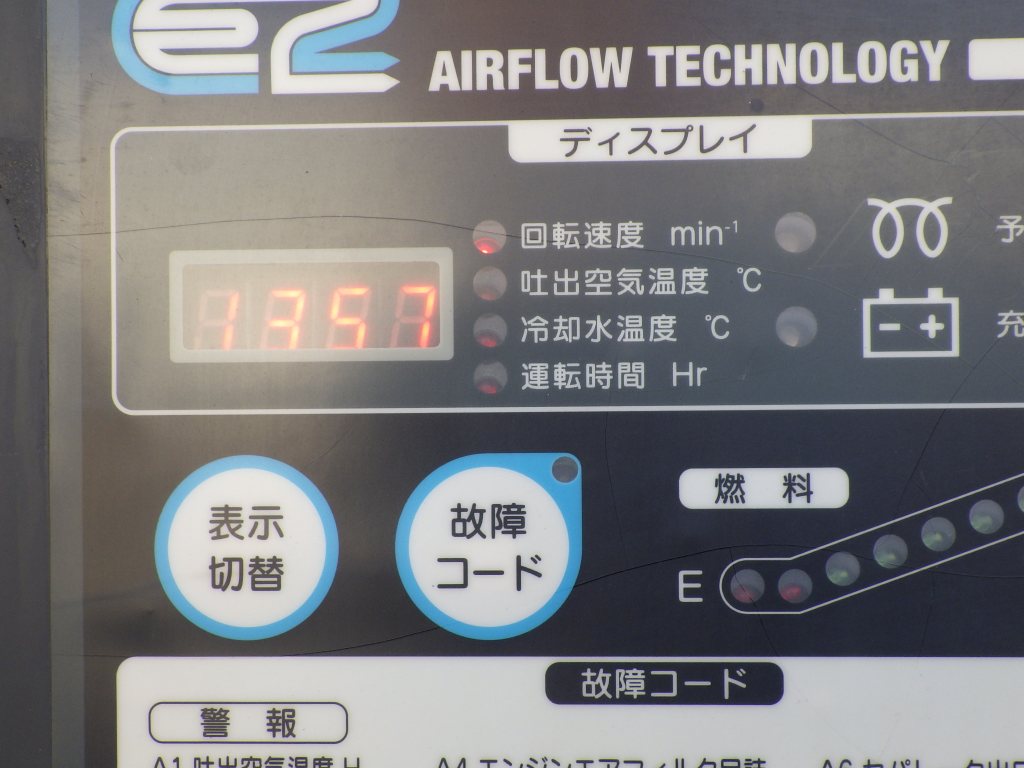 e2
AIRFLOW TECHNOLOGY
ディスプレイ
回転速度 min-1
吐出空気温度 ℃
冷却水温度 ℃
運転時間 Hr
1357
予
- +
充
表示
切替
故障
コード
燃 料
E
故障コード
警 報